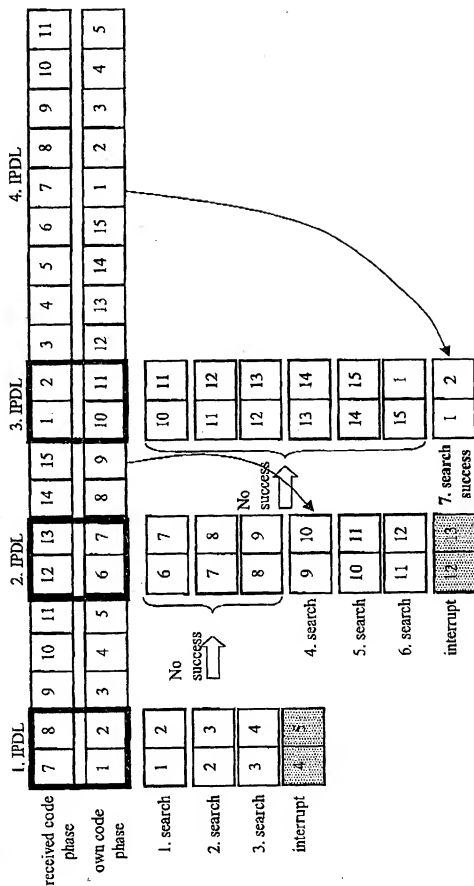 1. IPDL 2. IPDL 3. IPDL 4. IPDL
received code phase 7 8 9 10 11 12 13 14 15 1 2 3 4 5 6 7 8 9 10 11
own code phase 1 2 3 4 5 6 7 8 9 10 11 12 13 14 15 1 2 3 4 5
1. search 1 2
2. search 2 3
3. search 3 4
interrupt 4 5
No success
6 7
7 8
8 9
4. search 9 10
5. search 10 11
6. search 11 12
interrupt 12 13
No success
10 11
11 12
12 13
13 14
14 15
15 1
7. search success 1 2